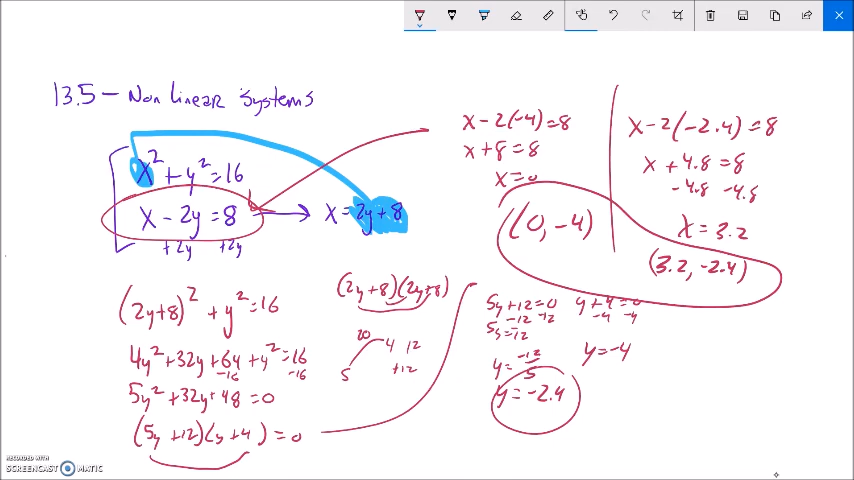 13.5 - Non linear Systems
x² + y² = 16
x - 2y = 8
+2y +2y
x = 2y + 8
(2y+8)² + y² = 16
4y² + 32y + 64 + y² = 16
-16 -16
5y² + 32y + 48 = 0
(5y + 12)(y + 4) = 0
(2y+8)(2y+8)
20
5
4 12
+12
5y + 12 = 0
-12 -12
5y = -12
y = -12/5
y = -2.4
y + 4 = 0
-4 -4
y = -4
x - 2(-4) = 8
x + 8 = 8
x = 0
(0, -4)
x - 2(-2.4) = 8
x + 4.8 = 8
-4.8 -4.8
x = 3.2
(3.2, -2.4)
RECORDED WITH
SCREENCAST MATIC